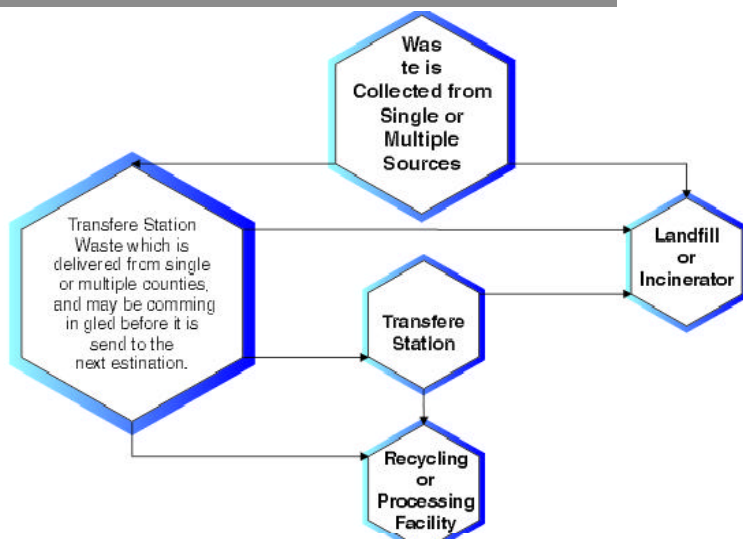 Was
te is
Collected from
Single or
Multiple
Sources
Transfere Station
Waste which is
delivered from single
or multiple counties,
and may be comming
in gled before it is
send to the
next estination.
Landfill
or
Incinerator
Transfere
Station
Recycling
or
Processing
Facility